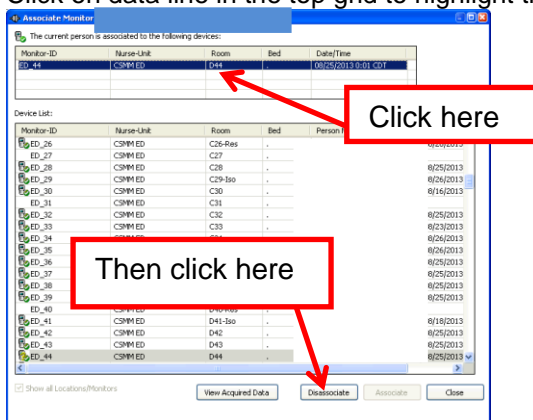 Click on data line in the top grid to highlight t
Associate Monitor
The current person is associated to the following devices:
Monitor-ID Nurse-Unit Room Bed Date/Time
ED_44 CSMM ED D44 . 08/25/2013 0:01 CDT
Click here
Device List:
Monitor-ID Nurse-Unit Room Bed Person
ED_26 CSMM ED C26-Res . 8/26/2013
ED_27 CSMM ED C27 .
ED_28 CSMM ED C28 . 8/25/2013
ED_29 CSMM ED C29-Iso . 8/26/2013
ED_30 CSMM ED C30 . 8/16/2013
ED_31 CSMM ED C31 .
ED_32 CSMM ED C32 . 8/25/2013
ED_33 CSMM ED C33 . 8/23/2013
ED_34 8/26/2013
ED_35 8/26/2013
ED_36 8/25/2013
ED_37 8/25/2013
ED_38 8/25/2013
ED_39 8/25/2013
Then click here
ED_40 CSMM ED D40-Res .
ED_41 CSMM ED D41-Iso . 8/18/2013
ED_42 CSMM ED D42 . 8/25/2013
ED_43 CSMM ED D43 . 8/25/2013
ED_44 CSMM ED D44 . 8/25/2013
Show all Locations/Monitors View Acquired Data Disassociate Associate Close